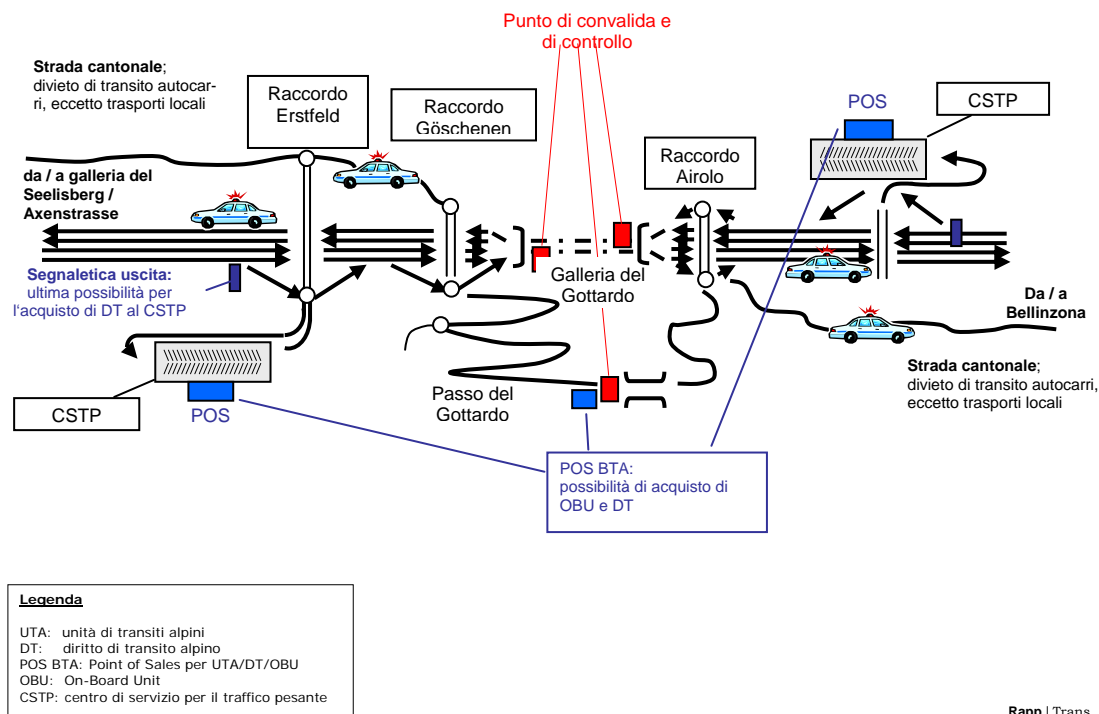 Punto di convalida e
di controllo
Strada cantonale;
divieto di transito autocar-
ri, eccetto trasporti locali
Raccordo
Erstfeld
Raccordo
Göschenen
POS
CSTP
Raccordo
Airolo
da / a galleria del
Seelisberg /
Axenstrasse
Segnaletica uscita:
ultima possibilità per
l'acquisto di DT al CSTP
Galleria del
Gottardo
Da / a
Bellinzona
Strada cantonale;
divieto di transito autocarri,
eccetto trasporti locali
CSTP
POS
Passo del
Gottardo
POS BTA:
possibilità di acquisto di
OBU e DT
Legenda
UTA: unità di transiti alpini
DT: diritto di transito alpino
POS BTA: Point of Sales per UTA/DT/OBU
OBU: On-Board Unit
CSTP: centro di servizio per il traffico pesante
Rapp | Trans